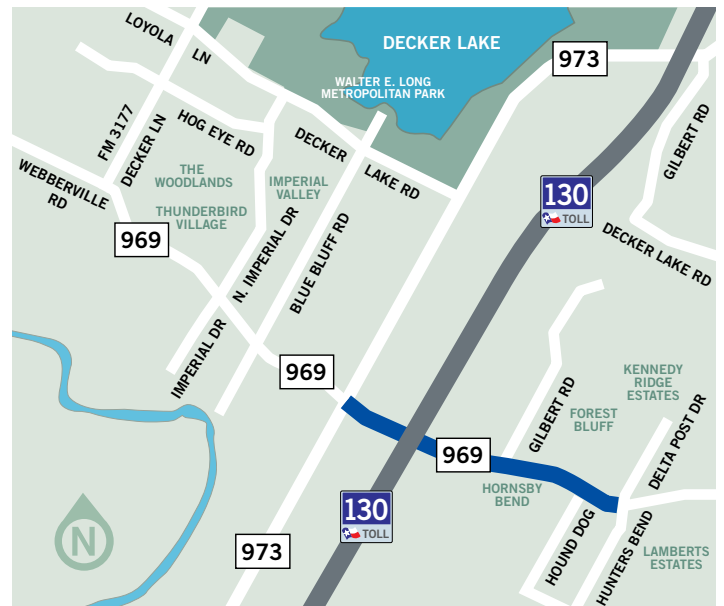 LOYOLA
LN
DECKER LAKE
973
WALTER E. LONG
METROPOLITAN PARK
FM 3177
DECKER LN
HOG EYE RD
DECKER
LAKE RD
GILBERT RD
WEBBERVILLE
RD
THE
WOODLANDS
IMPERIAL
VALLEY
THUNDERBIRD
VILLAGE
130
TOLL
969
N. IMPERIAL DR
BLUE BLUFF RD
DECKER LAKE RD
IMPERIAL DR
969
KENNEDY
RIDGE
ESTATES
GILBERT RD
FOREST
BLUFF
DELTA POST DR
969
HORNSBY
BEND
130
TOLL
N
973
HOUND DOG
HUNTERS BEND
LAMBERTS
ESTATES